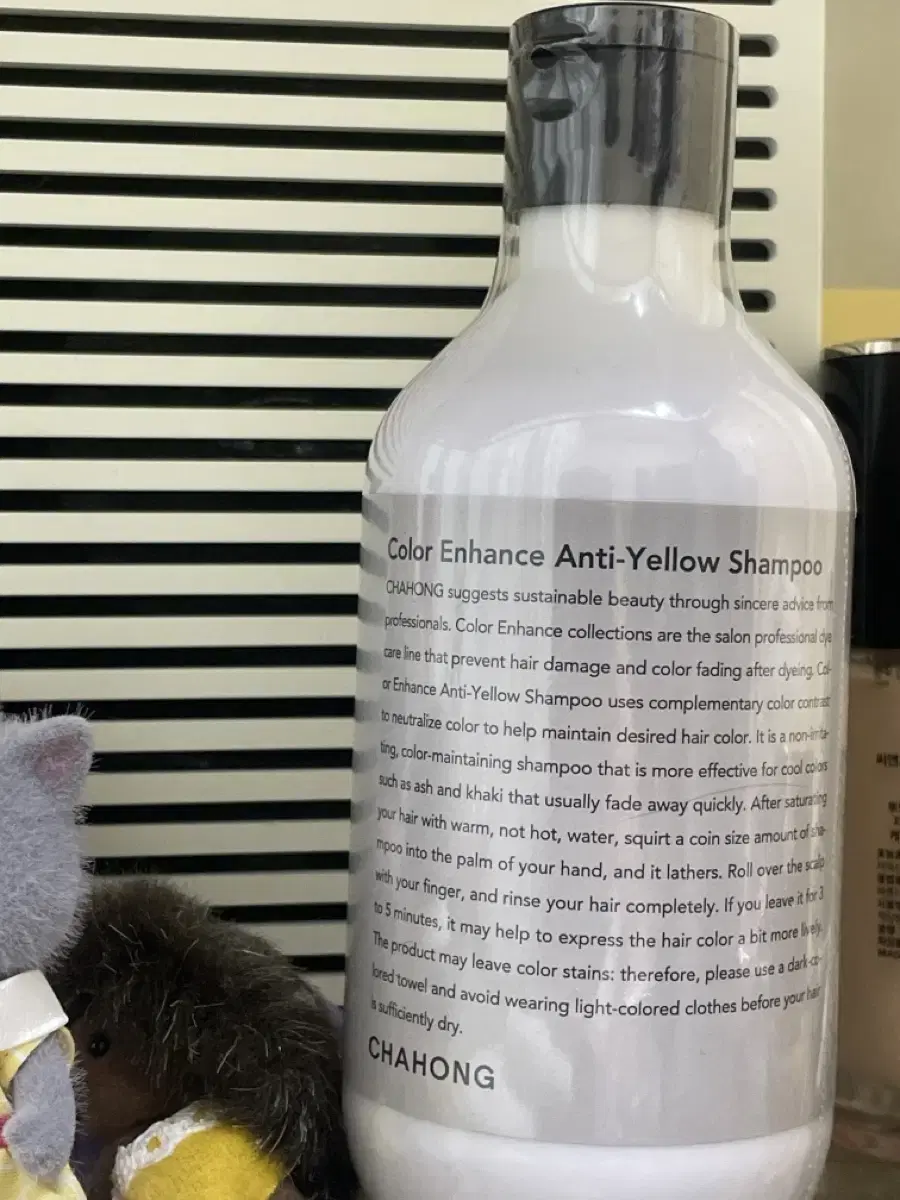 Color Enhance Anti-Yellow Shampoo
CHAHONG suggests sustainable beauty through sincere advice from
professionals. Color Enhance collections are the salon professional dye
care line that prevent hair damage and color fading after dyeing. Col-
or Enhance Anti-Yellow Shampoo uses complementary color contrast
to neutralize color to help maintain desired hair color. It is a non-irrita-
ting, color-maintaining shampoo that is more effective for cool colors
such as ash and khaki that usually fade away quickly. After saturating
your hair with warm, not hot, water, squirt a coin size amount of sha-
mpoo into the palm of your hand, and it lathers. Roll over the scalp
with your finger, and rinse your hair completely. If you leave it for 3
to 5 minutes, it may help to express the hair color a bit more lively.
The product may leave color stains: therefore, please use a dark-co-
lored towel and avoid wearing light-colored clothes before your hair
is sufficiently dry.
CHAHONG